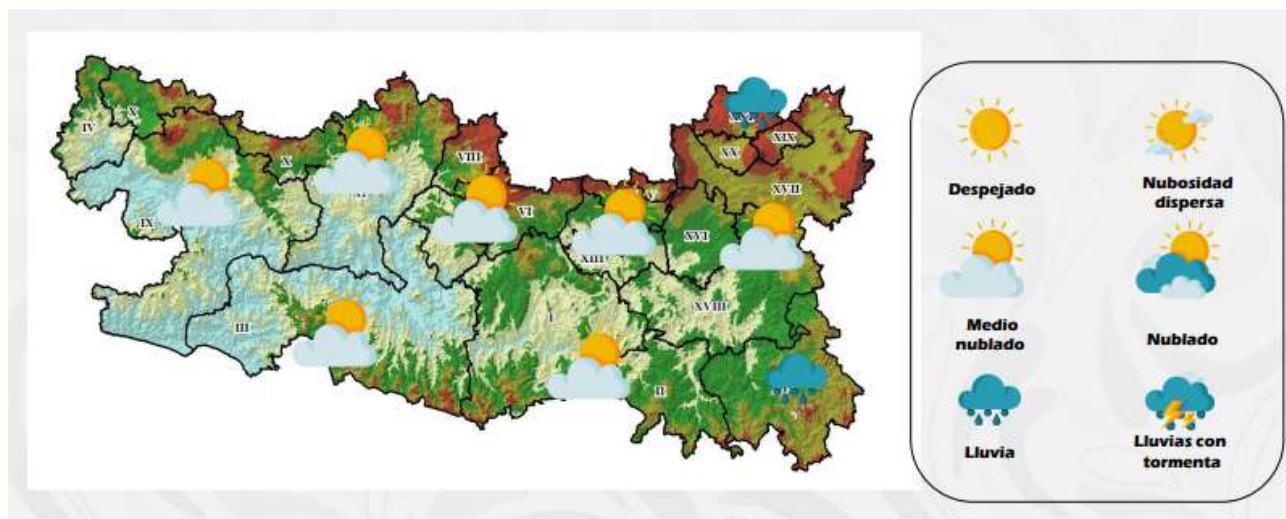 IV
X
IX
X
XI
VIII
VI
V
XIII
XVI
XX
XIX
XVII
XVIII
III
I
II
Despejado
Nubosidad
dispersa
Medio
nublado
Nublado
Lluvia
Lluvias con
tormenta